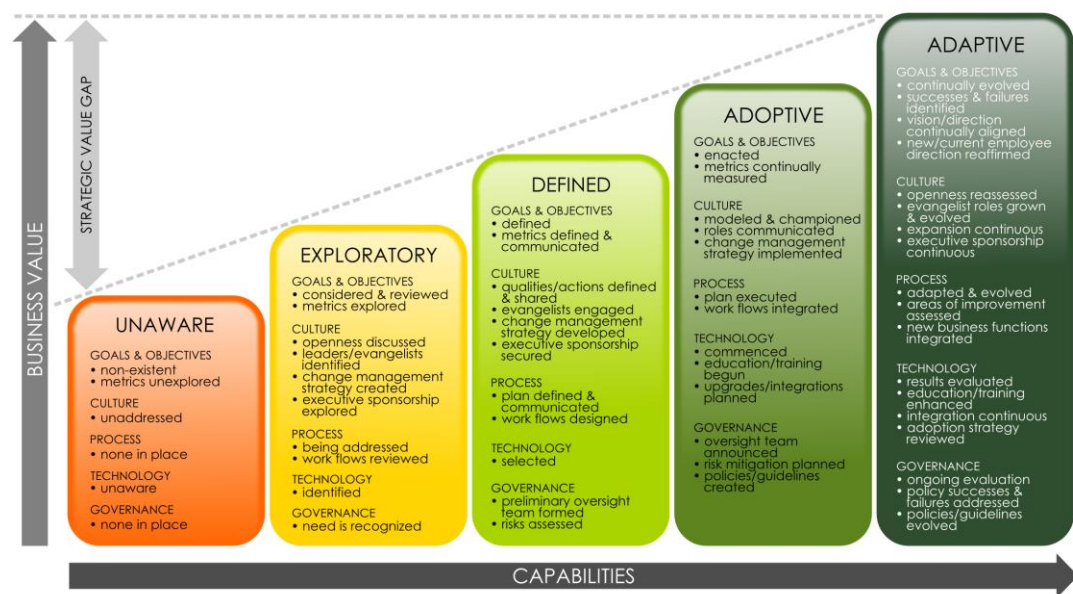 BUSINESS VALUE
STRATEGIC VALUE GAP
UNAWARE
GOALS & OBJECTIVES
• non-existent
• metrics unexplored
CULTURE
• unaddressed
PROCESS
• none in place
TECHNOLOGY
• unaware
GOVERNANCE
• none in place
EXPLORATORY
GOALS & OBJECTIVES
• considered & reviewed
• metrics explored
CULTURE
• openness discussed
• leaders/evangelists
identified
• change management
strategy created
• executive sponsorship
explored
PROCESS
• being addressed
• work flows reviewed
TECHNOLOGY
• identified
GOVERNANCE
• need is recognized
DEFINED
GOALS & OBJECTIVES
• defined
• metrics defined &
communicated
CULTURE
• qualities/actions defined
& shared
• evangelists engaged
• change management
strategy developed
• executive sponsorship
secured
PROCESS
• plan defined &
communicated
• work flows designed
TECHNOLOGY
• selected
GOVERNANCE
• preliminary oversight
team formed
• risks assessed
ADOPTIVE
GOALS & OBJECTIVES
• enacted
• metrics continually
measured
CULTURE
• modeled & championed
• roles communicated
• change management
strategy implemented
PROCESS
• plan executed
• work flows integrated
TECHNOLOGY
• commenced
• education/training
begun
• upgrades/integrations
planned
GOVERNANCE
• oversight team
announced
• risk mitigation planned
• policies/guidelines
created
ADAPTIVE
GOALS & OBJECTIVES
• continually evolved
• successes & failures
identified
• vision/direction
continually aligned
• new/current employee
direction reaffirmed
CULTURE
• openness reassessed
• evangelist roles grown
& evolved
• expansion continuous
• executive sponsorship
continuous
PROCESS
• adapted & evolved
• areas of improvement
assessed
• new business functions
integrated
TECHNOLOGY
• results evaluated
• education/training
enhanced
• integration continuous
• adoption strategy
reviewed
GOVERNANCE
• ongoing evaluation
• policy successes &
failures addressed
• policies/guidelines
evolved
CAPABILITIES